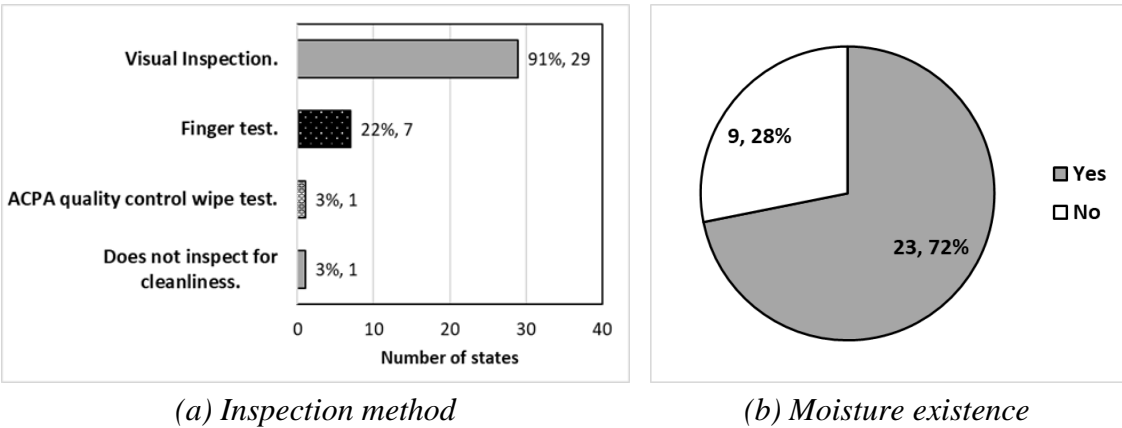 Visual Inspection.
91%, 29
Finger test.
22%, 7
ACPA quality control wipe test.
3%, 1
Does not inspect for
cleanliness.
3%, 1
0 10 20 30 40
Number of states
(a) Inspection method
9, 28%
23, 72%
Yes
No
(b) Moisture existence